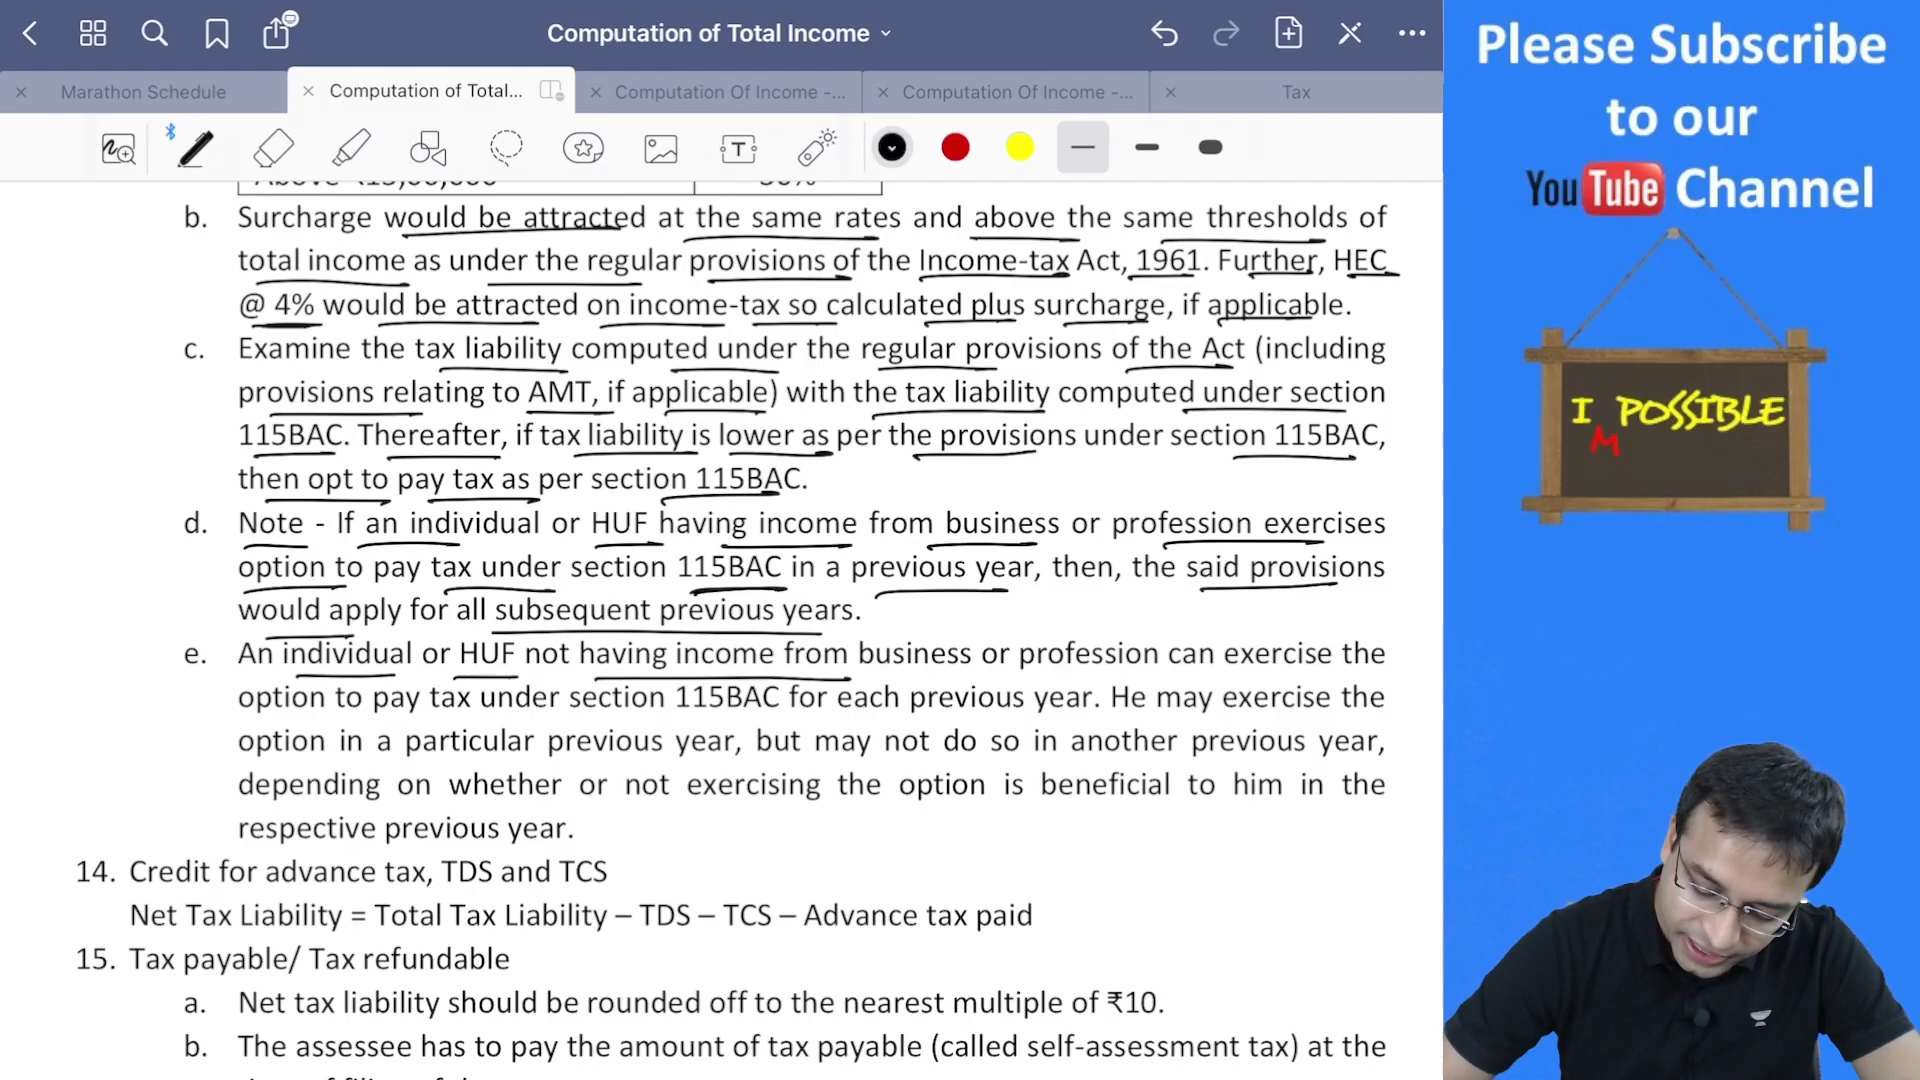 Computation of Total Income
Marathon Schedule
Computation of Total...
Computation Of Income -...
Computation Of Income -...
Tax
b. Surcharge would be attracted at the same rates and above the same thresholds of
total income as under the regular provisions of the Income-tax Act, 1961. Further, HEC
@ 4% would be attracted on income-tax so calculated plus surcharge, if applicable.
c. Examine the tax liability computed under the regular provisions of the Act (including
provisions relating to AMT, if applicable) with the tax liability computed under section
115BAC. Thereafter, if tax liability is lower as per the provisions under section 115BAC,
then opt to pay tax as per section 115BAC.
d. Note - If an individual or HUF having income from business or profession exercises
option to pay tax under section 115BAC in a previous year, then, the said provisions
would apply for all subsequent previous years.
e. An individual or HUF not having income from business or profession can exercise the
option to pay tax under section 115BAC for each previous year. He may exercise the
option in a particular previous year, but may not do so in another previous year,
depending on whether or not exercising the option is beneficial to him in the
respective previous year.
14. Credit for advance tax, TDS and TCS
Net Tax Liability = Total Tax Liability – TDS – TCS – Advance tax paid
15. Tax payable/ Tax refundable
a. Net tax liability should be rounded off to the nearest multiple of ₹10.
b. The assessee has to pay the amount of tax payable (called self-assessment tax) at the
Please Subscribe
to our
YouTube Channel
I POSSIBLE
M